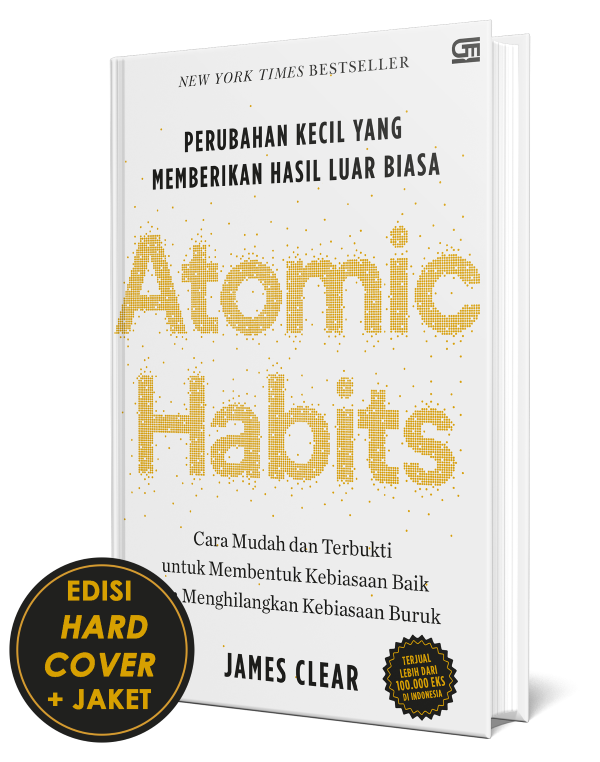 NEW YORK TIMES BESTSELLER
PERUBAHAN KECIL YANG
MEMBERIKAN HASIL LUAR BIASA
Atomic
Habits
Cara Mudah dan Terbukti
untuk Membentuk Kebiasaan Baik
Menghilangkan Kebiasaan Buruk
JAMES CLEAR
EDISI
HARD
COVER
+ JAKET
TERJUAL
LEBIH DARI
100.000 EKS
DI INDONESIA